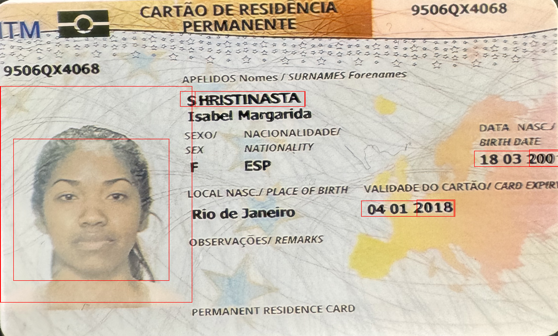 ITM
CARTÃO DE RESIDÊNCIA
PERMANENTE
9506QX4068
9506QX4068
APELIDOS Nomes / SURNAMES Forenames
SHRISTINASTA
Isabel Margarida
SEXO/ NACIONALIDADE/ DATA NASC./
SEX NATIONALITY BIRTH DATE
F ESP 18 03 200
LOCAL NASC./ PLACE OF BIRTH VALIDADE DO CARTÃO/ CARD EXPIR
Rio de Janeiro 04 01 2018
OBSERVAÇÕES/ REMARKS
PERMANENT RESIDENCE CARD